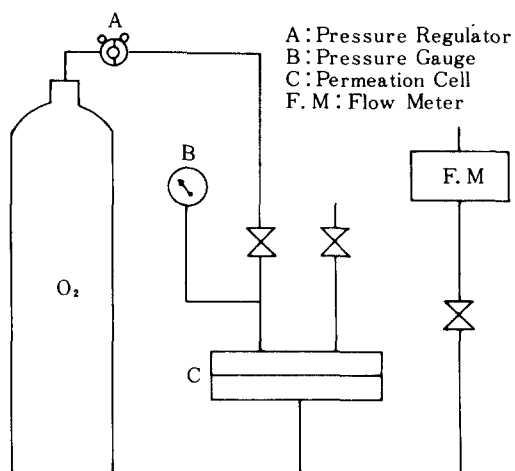 A
A:Pressure Regulator
B:Pressure Gauge
C:Permeation Cell
F.M:Flow Meter
B
F.M
O₂
C